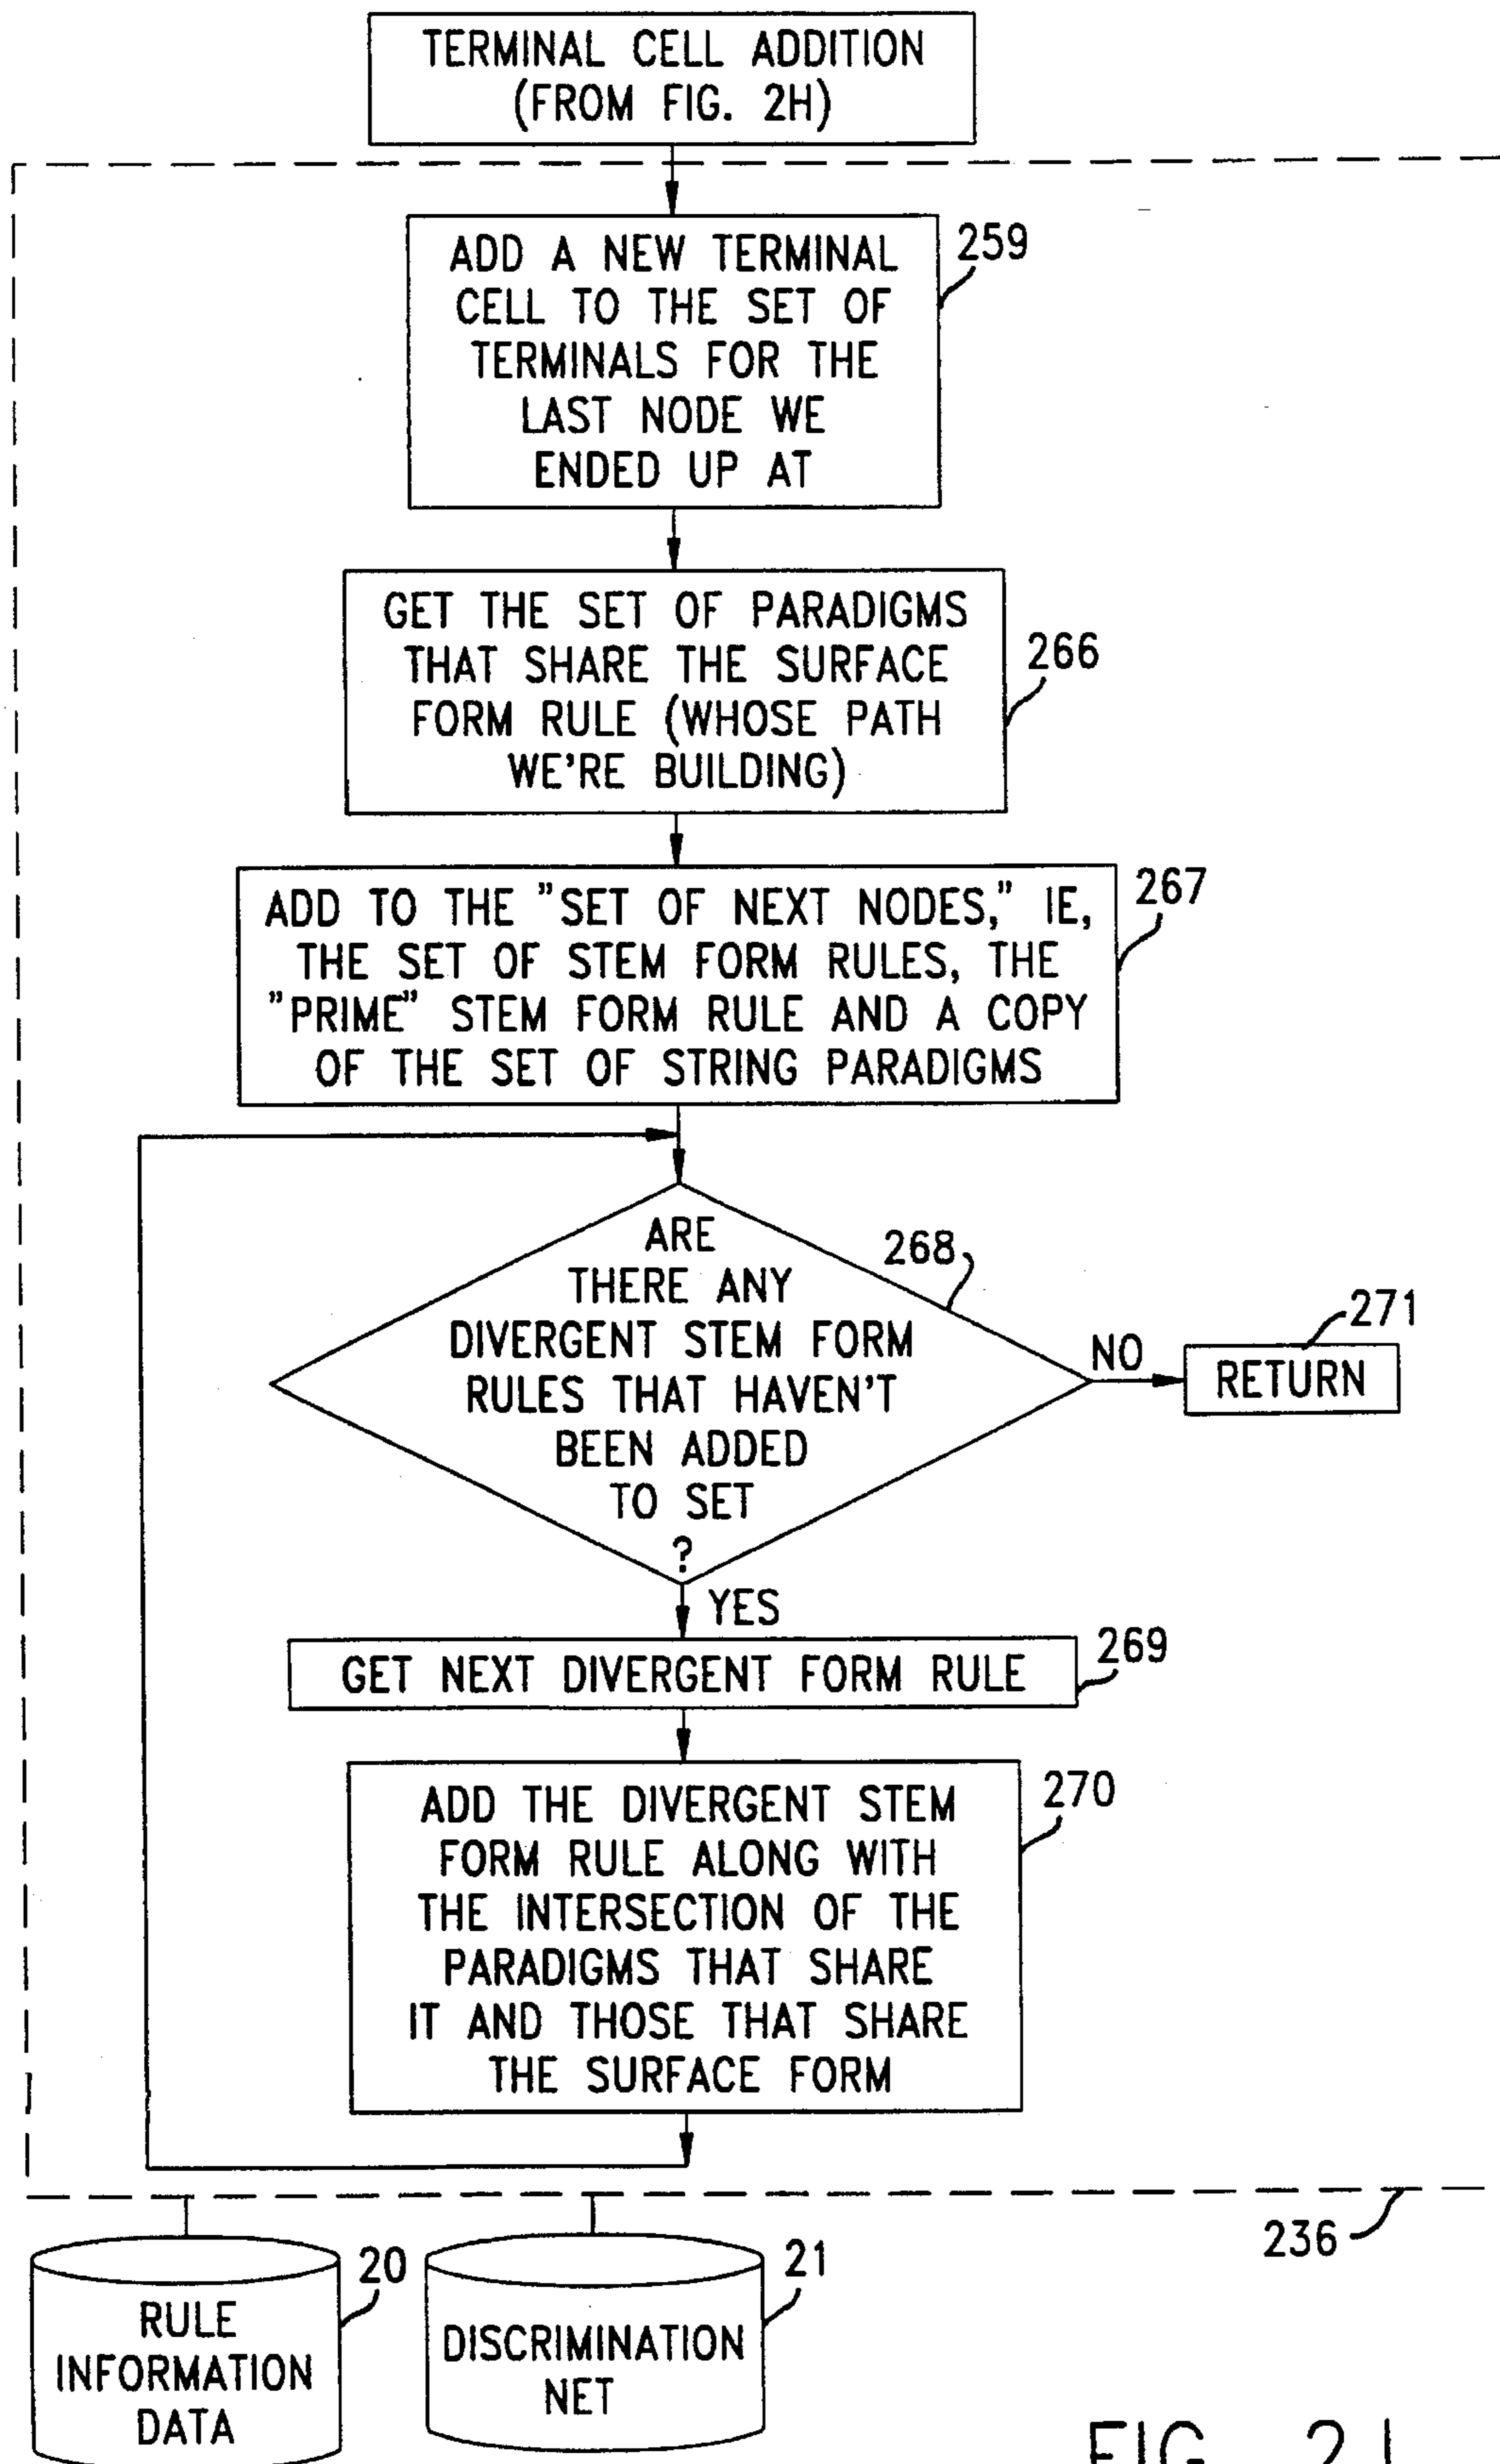 TERMINAL CELL ADDITION
(FROM FIG. 2H)
ADD A NEW TERMINAL
CELL TO THE SET OF
TERMINALS FOR THE
LAST NODE WE
ENDED UP AT
259
GET THE SET OF PARADIGMS
THAT SHARE THE SURFACE
FORM RULE (WHOSE PATH
WE'RE BUILDING)
266
ADD TO THE "SET OF NEXT NODES," IE,
THE SET OF STEM FORM RULES, THE
"PRIME" STEM FORM RULE AND A COPY
OF THE SET OF STRING PARADIGMS
267
ARE
THERE ANY
DIVERGENT STEM FORM
RULES THAT HAVEN'T
BEEN ADDED
TO SET
?
268
NO
RETURN
271
YES
GET NEXT DIVERGENT FORM RULE
269
ADD THE DIVERGENT STEM
FORM RULE ALONG WITH
THE INTERSECTION OF THE
PARADIGMS THAT SHARE
IT AND THOSE THAT SHARE
THE SURFACE FORM
270
236
RULE
INFORMATION
DATA
20
DISCRIMINATION
NET
21
FIG. 2I